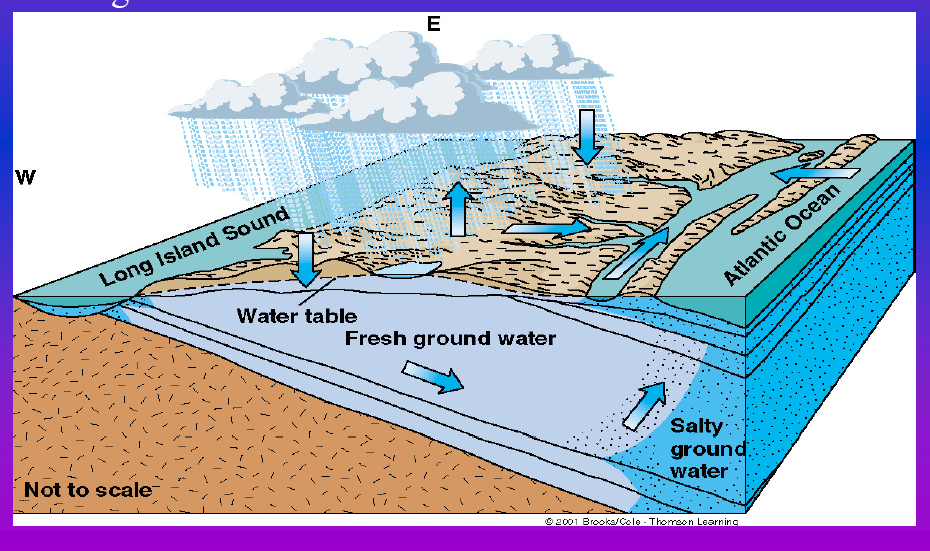 E
W
Long Island Sound
Atlantic Ocean
Water table
Fresh ground water
Salty
ground
water
Not to scale
© 2001 Brooks/Cole - Thomson Learning